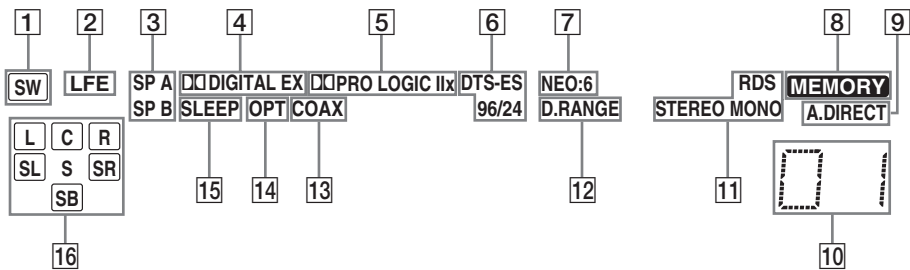 1 2 3 4 5 6 7 8 9
SW LFE SP A DIGITAL EX PRO LOGIC IIx DTS-ES NEO:6 RDS MEMORY
SP B SLEEP OPT COAX 96/24 D.RANGE STEREO MONO A.DIRECT
L C R
SL S SR
SB
15 14 13 12 11
01
16 10